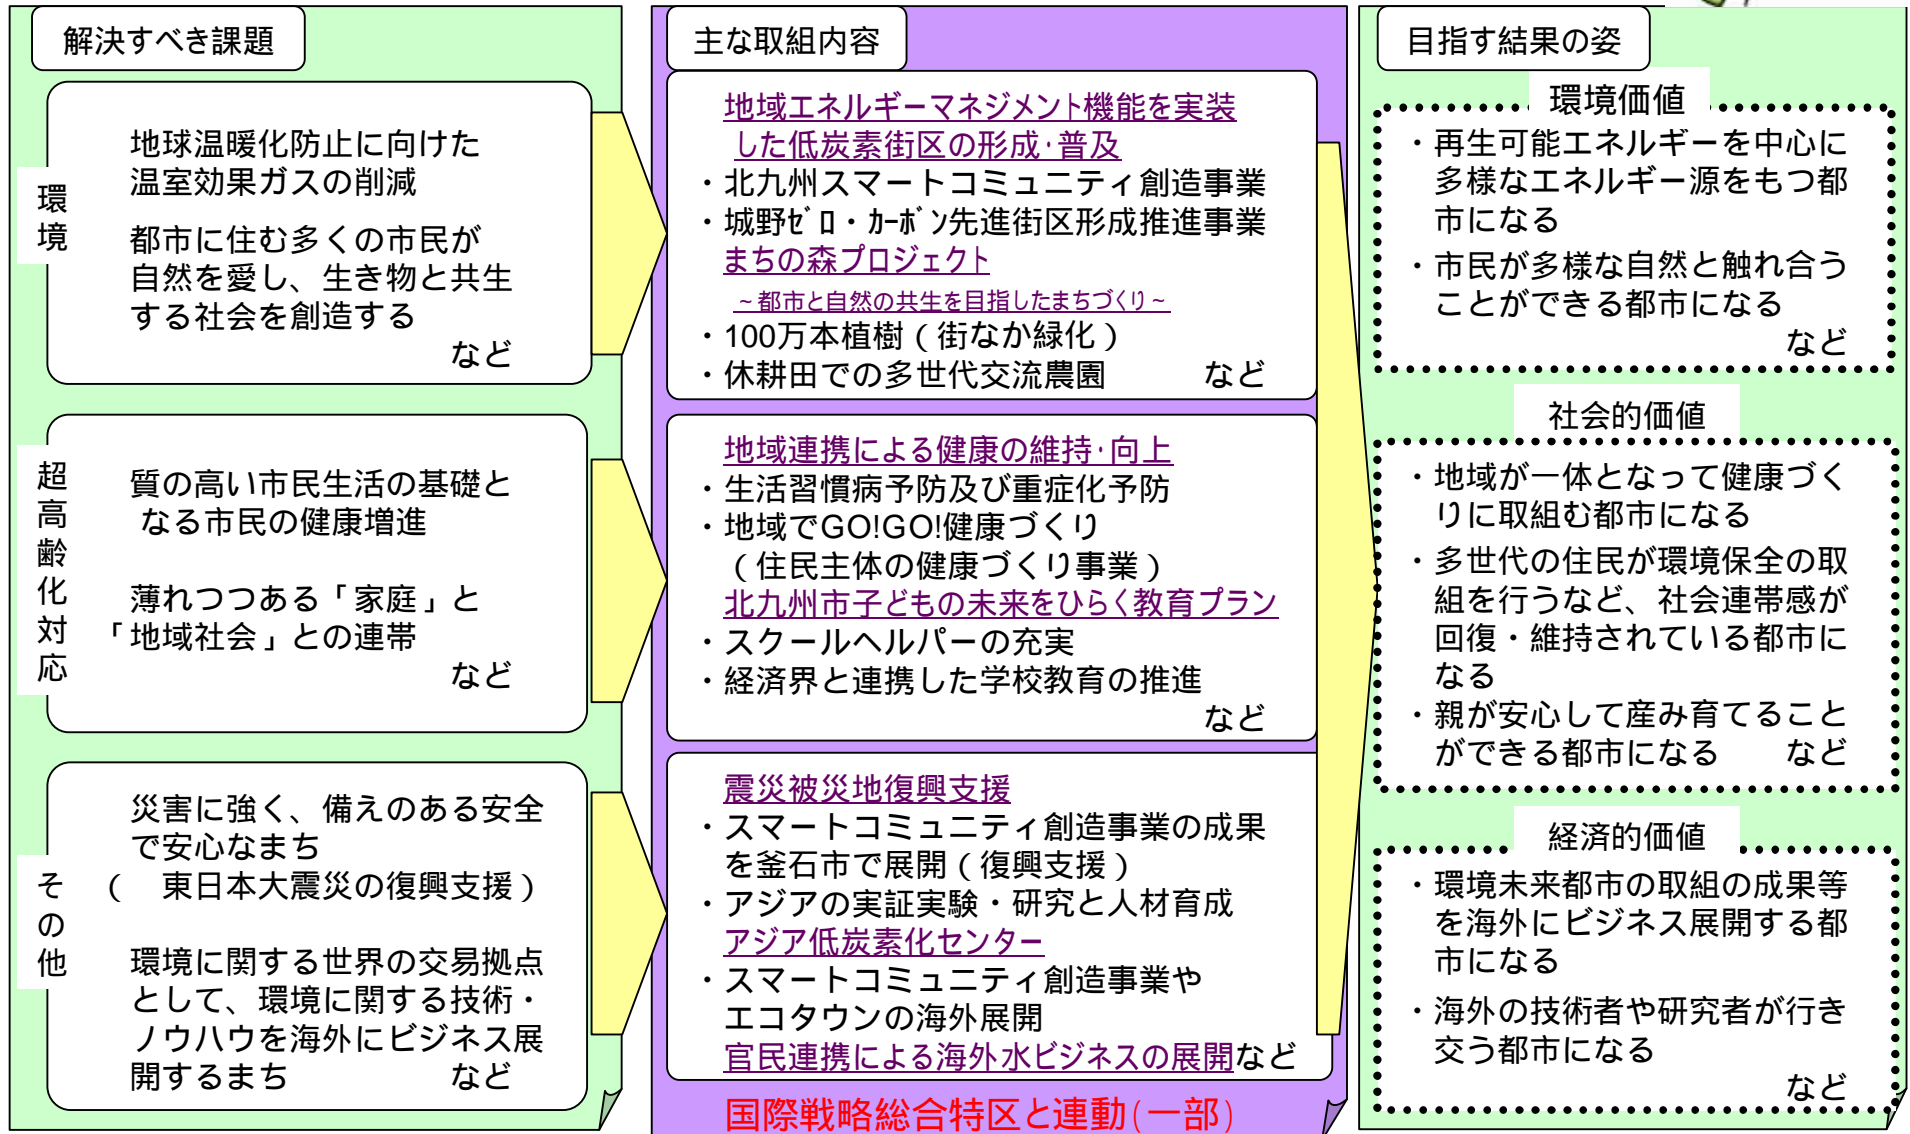 解決すべき課題
環境
地球温暖化防止に向けた
温室効果ガスの削減
都市に住む多くの市民が
自然を愛し、生き物と共生
する社会を創造する
など
超高齢化対応
質の高い市民生活の基礎と
なる市民の健康増進
薄れつつある「家庭」と
「地域社会」との連帯
など
その他
災害に強く、備えのある安全
で安心なまち
(　東日本大震災の復興支援)
環境に関する世界の交易拠点
として、環境に関する技術・
ノウハウを海外にビジネス展
開するまち　など
主な取組内容
地域エネルギーマネジメント機能を実装
した低炭素街区の形成・普及
・北九州スマートコミュニティ創造事業
・城野ｾﾞﾛ・ｶｰﾎﾞﾝ先進街区形成推進事業
まちの森プロジェクト
~都市と自然の共生を目指したまちづくり~
・100万本植樹(街なか緑化)
・休耕田での多世代交流農園　など
地域連携による健康の維持・向上
・生活習慣病予防及び重症化予防
・地域でGO!GO!健康づくり
(住民主体の健康づくり事業)
北九州市子どもの未来をひらく教育プラン
・スクールヘルパーの充実
・経済界と連携した学校教育の推進
など
震災被災地復興支援
・スマートコミュニティ創造事業の成果
を釜石市で展開(復興支援)
・アジアの実証実験・研究と人材育成
アジア低炭素化センター
・スマートコミュニティ創造事業や
エコタウンの海外展開
官民連携による海外水ビジネスの展開など
国際戦略総合特区と連動(一部)
目指す結果の姿
環境価値
・再生可能エネルギーを中心に
多様なエネルギー源をもつ都
市になる
・市民が多様な自然と触れ合う
ことができる都市になる
など
社会的価値
・地域が一体となって健康づく
りに取組む都市になる
・多世代の住民が環境保全の取
組を行うなど、社会連帯感が
回復・維持されている都市に
なる
・親が安心して産み育てること
ができる都市になる　など
経済的価値
・環境未来都市の取組の成果等
を海外にビジネス展開する都
市になる
・海外の技術者や研究者が行き
交う都市になる
など